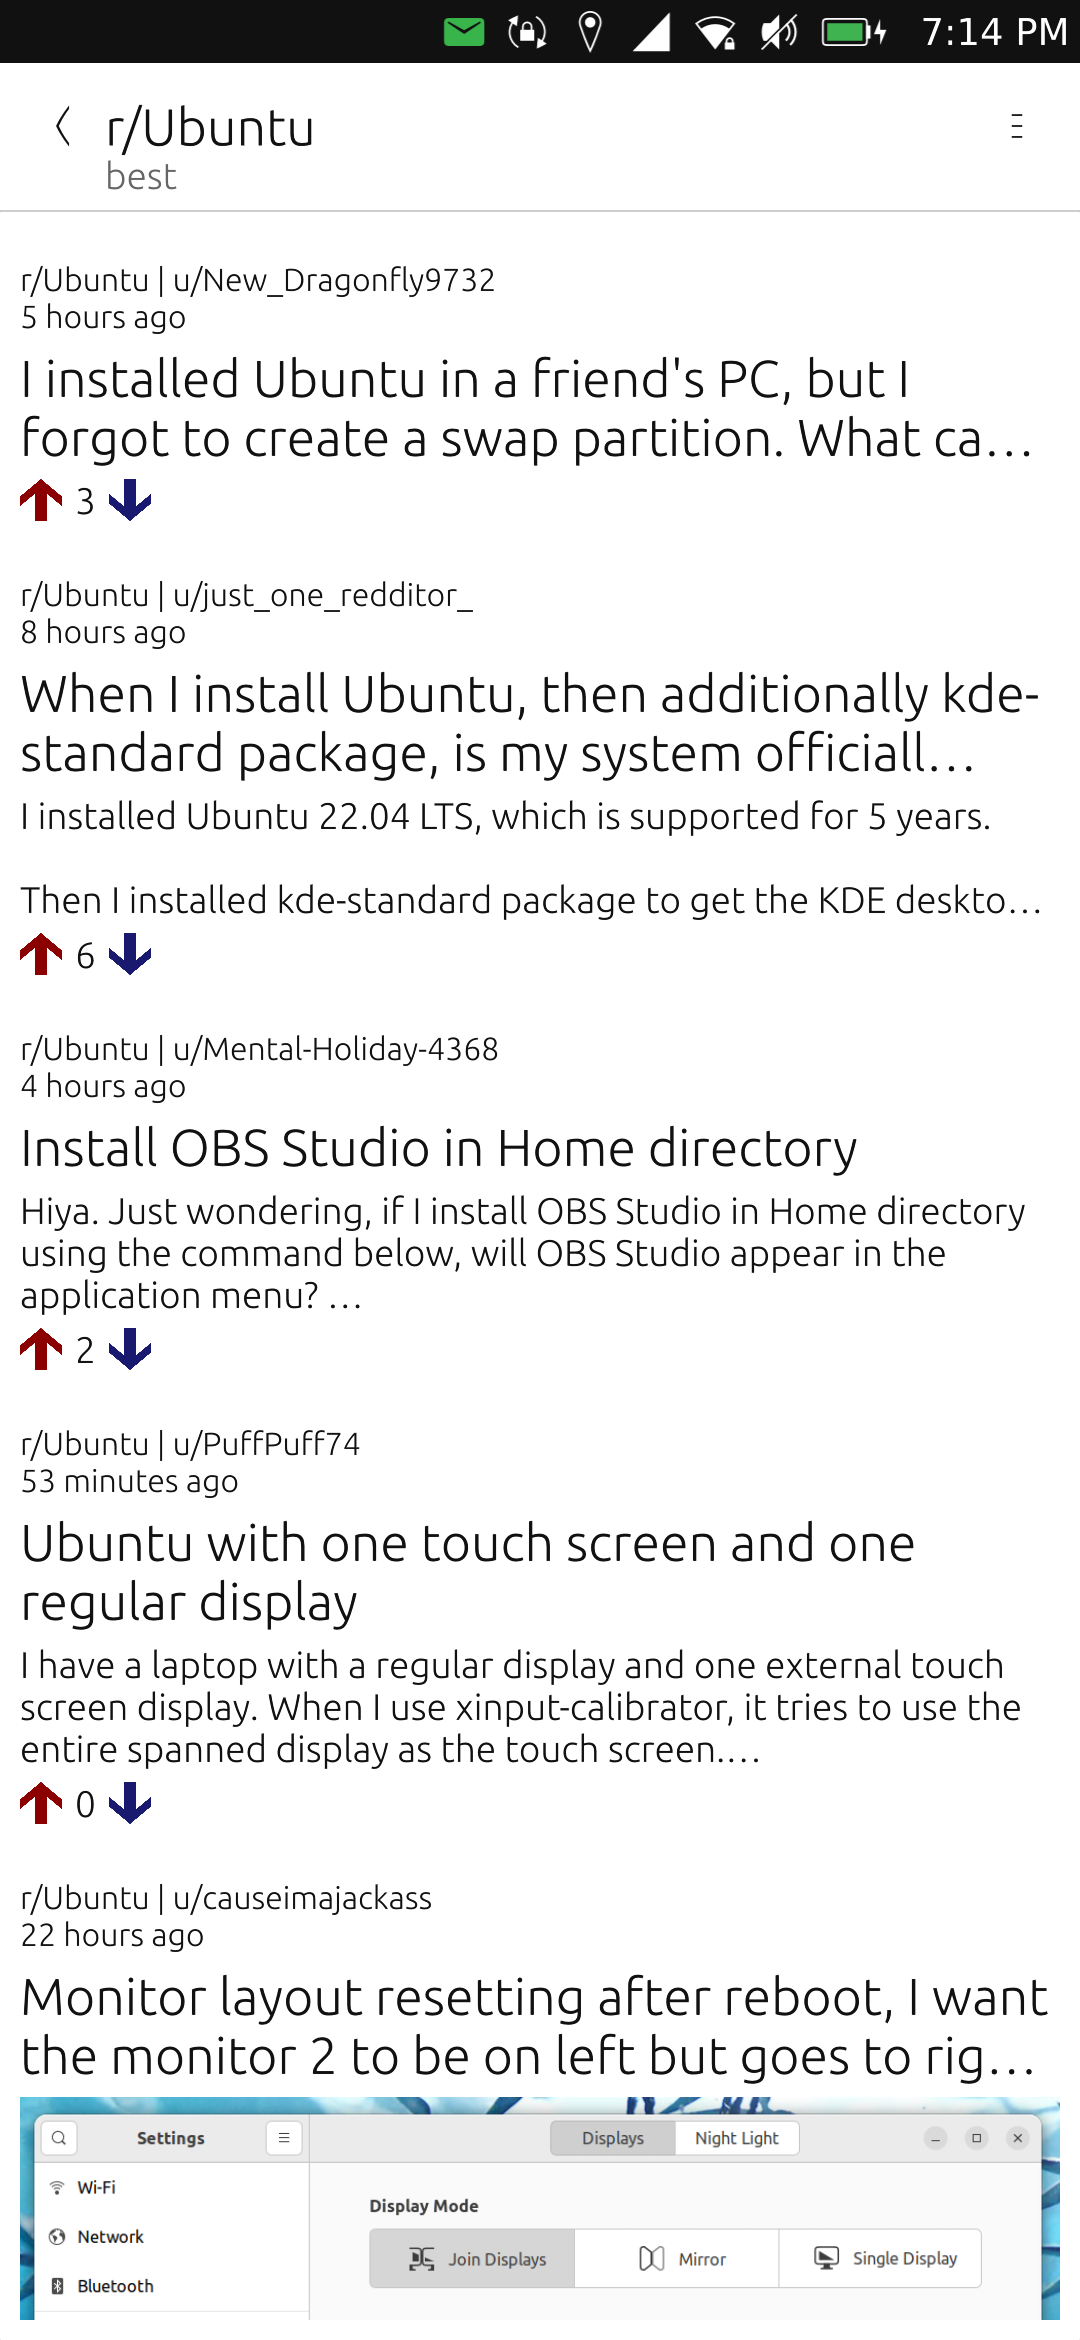 7:14 PM
r/Ubuntu
best
r/Ubuntu | u/New_Dragonfly9732
5 hours ago
I installed Ubuntu in a friend's PC, but I
forgot to create a swap partition. What ca...
3
r/Ubuntu | u/just_one_redditor_
8 hours ago
When I install Ubuntu, then additionally kde-
standard package, is my system officiall...
I installed Ubuntu 22.04 LTS, which is supported for 5 years.
Then I installed kde-standard package to get the KDE deskto...
6
r/Ubuntu | u/Mental-Holiday-4368
4 hours ago
Install OBS Studio in Home directory
Hiya. Just wondering, if I install OBS Studio in Home directory
using the command below, will OBS Studio appear in the
application menu? ...
2
r/Ubuntu | u/PuffPuff74
53 minutes ago
Ubuntu with one touch screen and one
regular display
I have a laptop with a regular display and one external touch
screen display. When I use xinput-calibrator, it tries to use the
entire spanned display as the touch screen....
0
r/Ubuntu | u/causeimajackass
22 hours ago
Monitor layout resetting after reboot, I want
the monitor 2 to be on left but goes to rig...
Settings
Displays
Night Light
Wi-Fi
Network
Bluetooth
Display Mode
Join Displays
Mirror
Single Display